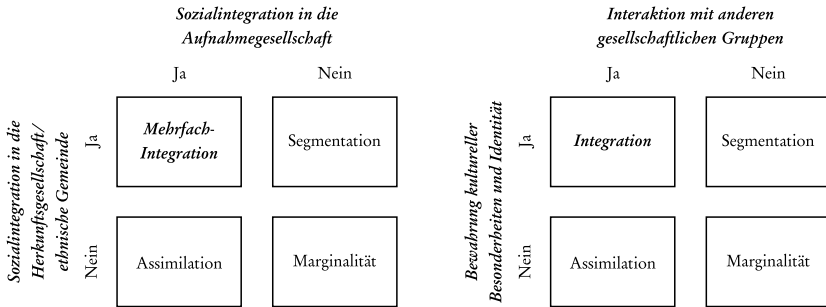 Sozialintegration in die
Aufnahmegesellschaft
Ja
Nein
Sozialintegration in die
Herkunftsgesellschaft/
ethnische Gemeinde
Ja
Nein
Mehrfach-
Integration
Segmentation
Assimilation
Marginalität
Interaktion mit anderen
gesellschaftlichen Gruppen
Ja
Nein
Bewahrung kultureller
Besonderheiten und Identität
Ja
Nein
Integration
Segmentation
Assimilation
Marginalität